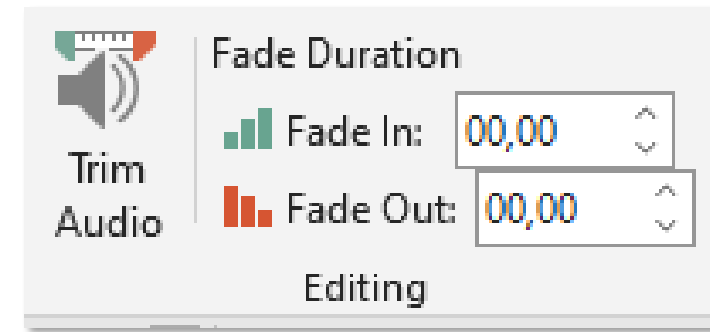 Trim
Audio
Fade Duration
Fade In: 00,00
Fade Out: 00,00
Editing